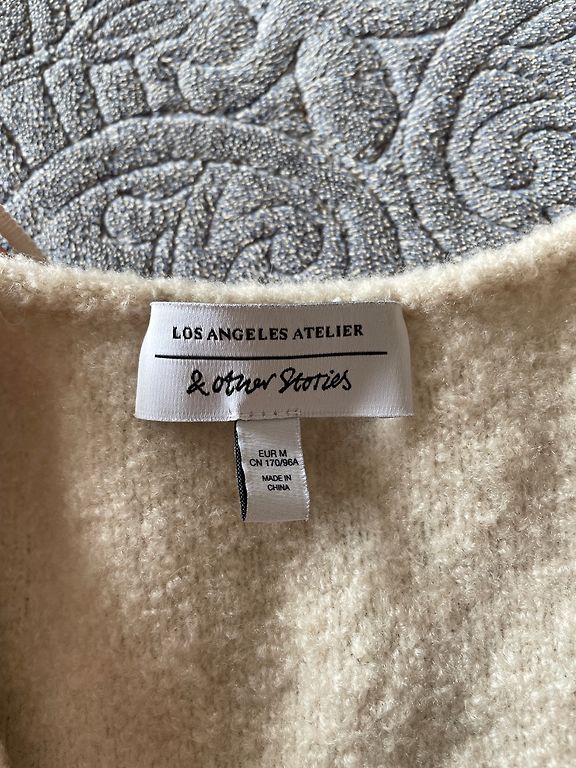 LOS ANGELES ATELIER
& other Stories
EUR M
CN 170/96A
MADE IN
CHINA